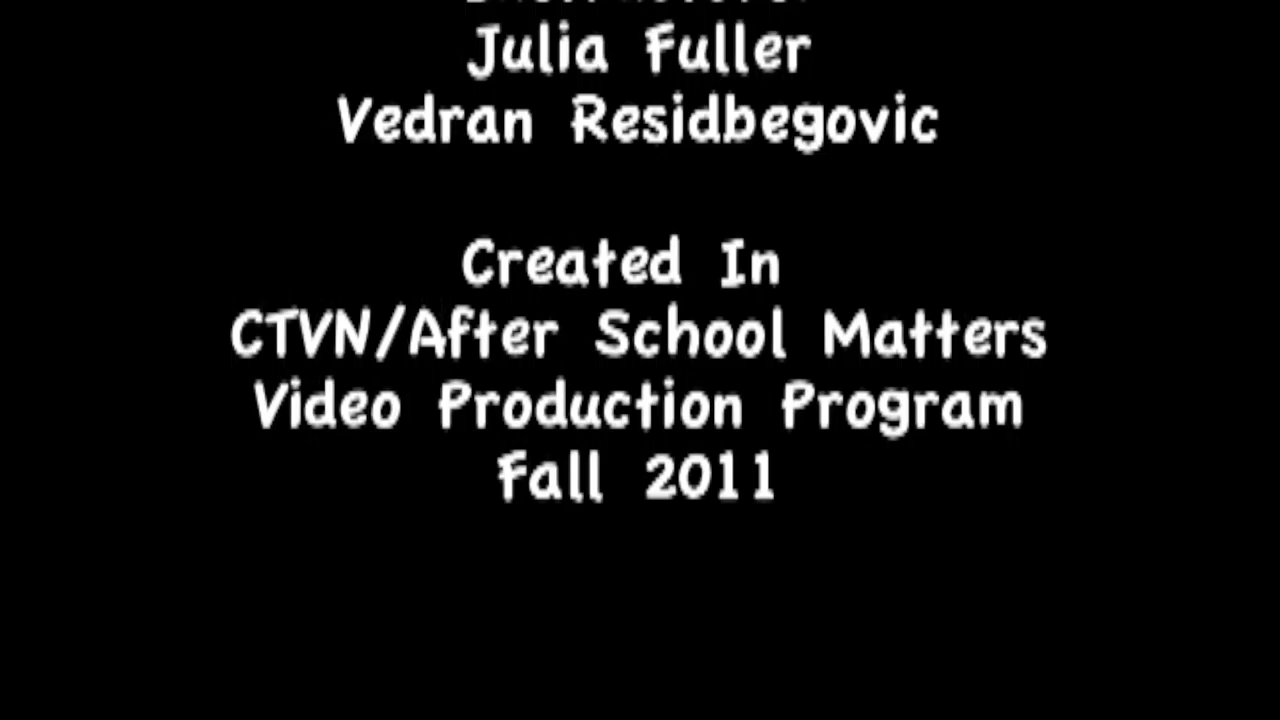 Julia Fuller
Vedran Residbegovic
Created In
CTVN/After School Matters
Video Production Program
Fall 2011